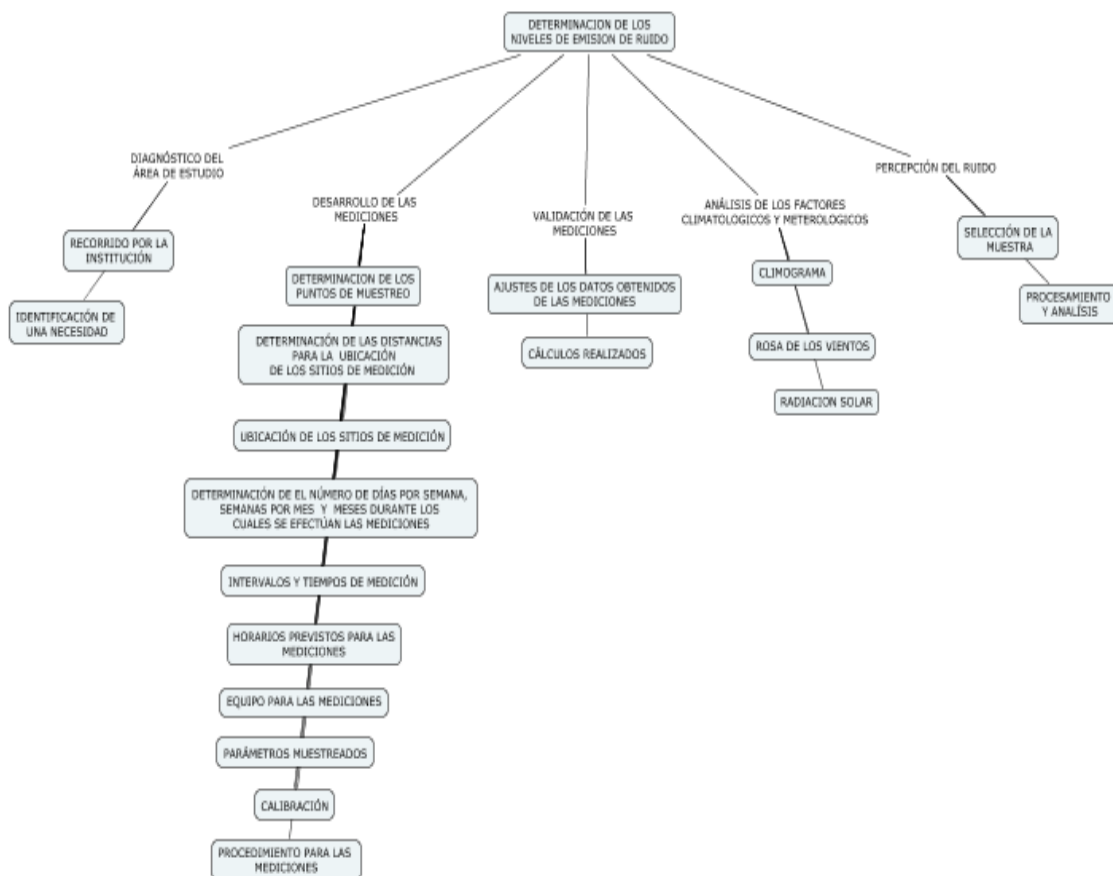 DETERMINACION DE LOS
NIVELES DE EMISION DE RUIDO
DIAGNÓSTICO DEL
ÁREA DE ESTUDIO
RECORRIDO POR LA
INSTITUCIÓN
IDENTIFICACIÓN DE
UNA NECESIDAD
DESARROLLO DE LAS
MEDICIONES
DETERMINACION DE LOS
PUNTOS DE MUESTREO
DETERMINACIÓN DE LAS DISTANCIAS
PARA LA UBICACIÓN
DE LOS SITIOS DE MEDICIÓN
UBICACIÓN DE LOS SITIOS DE MEDICIÓN
DETERMINACIÓN DE EL NÚMERO DE DÍAS POR SEMANA,
SEMANAS POR MES Y MESES DURANTE LOS
CUALES SE EFECTÚAN LAS MEDICIONES
INTERVALOS Y TIEMPOS DE MEDICIÓN
HORARIOS PREVISTOS PARA LAS
MEDICIONES
EQUIPO PARA LAS MEDICIONES
PARÁMETROS MUESTREADOS
CALIBRACIÓN
PROCEDIMIENTO PARA LAS
MEDICIONES
VALIDACIÓN DE LAS
MEDICIONES
AJUSTES DE LOS DATOS OBTENIDOS
DE LAS MEDICIONES
CÁLCULOS REALIZADOS
ANÁLISIS DE LOS FACTORES
CLIMATOLOGICOS Y METEROLOGICOS
CLIMOGRAMA
ROSA DE LOS VIENTOS
RADIACION SOLAR
PERCEPCIÓN DEL RUIDO
SELECCIÓN DE LA
MUESTRA
PROCESAMIENTO
Y ANALÍSIS